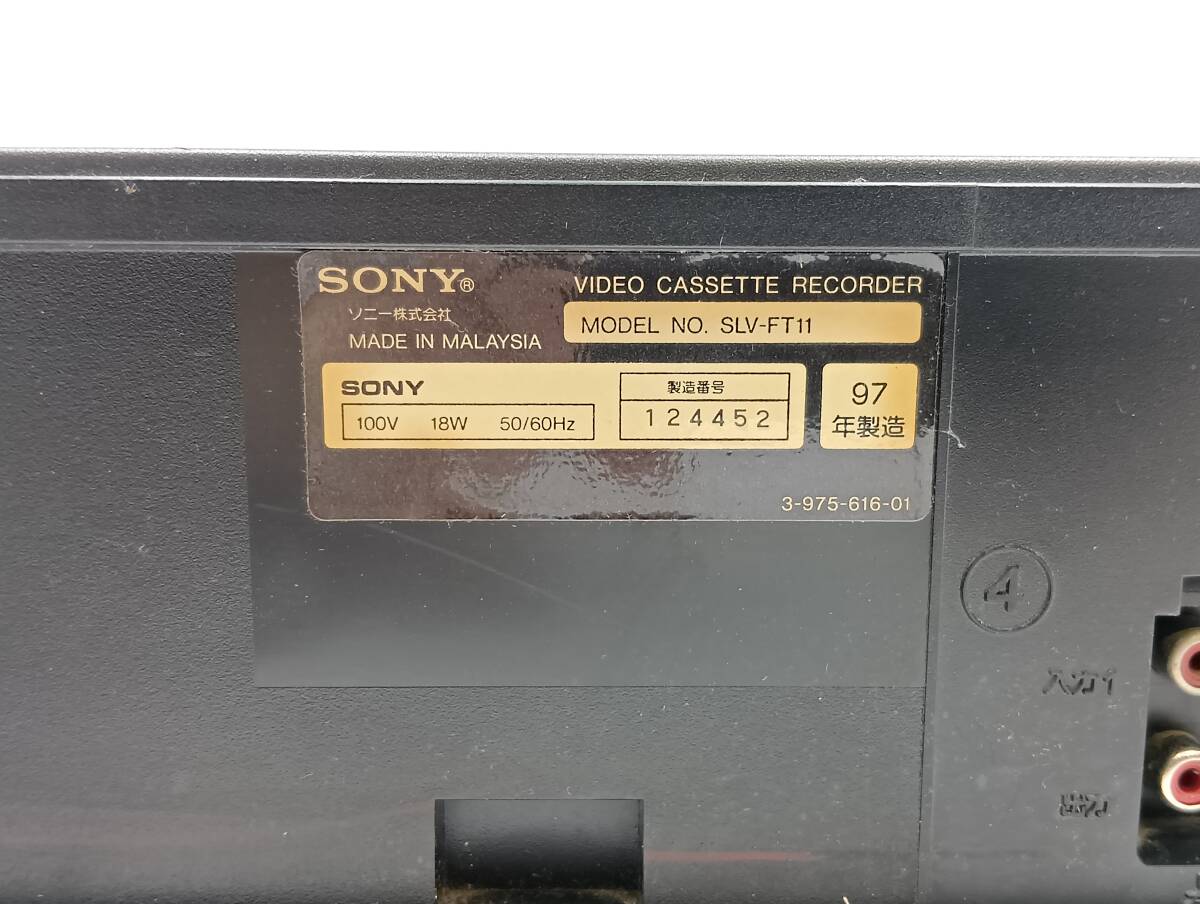 SONY®
VIDEO CASSETTE RECORDER
ソニー株式会社
MADE IN MALAYSIA
MODEL NO. SLV-FT11
SONY
100V 18W 50/60Hz
製造番号
124452
97
年製造
3-975-616-01
4
入力1
出力